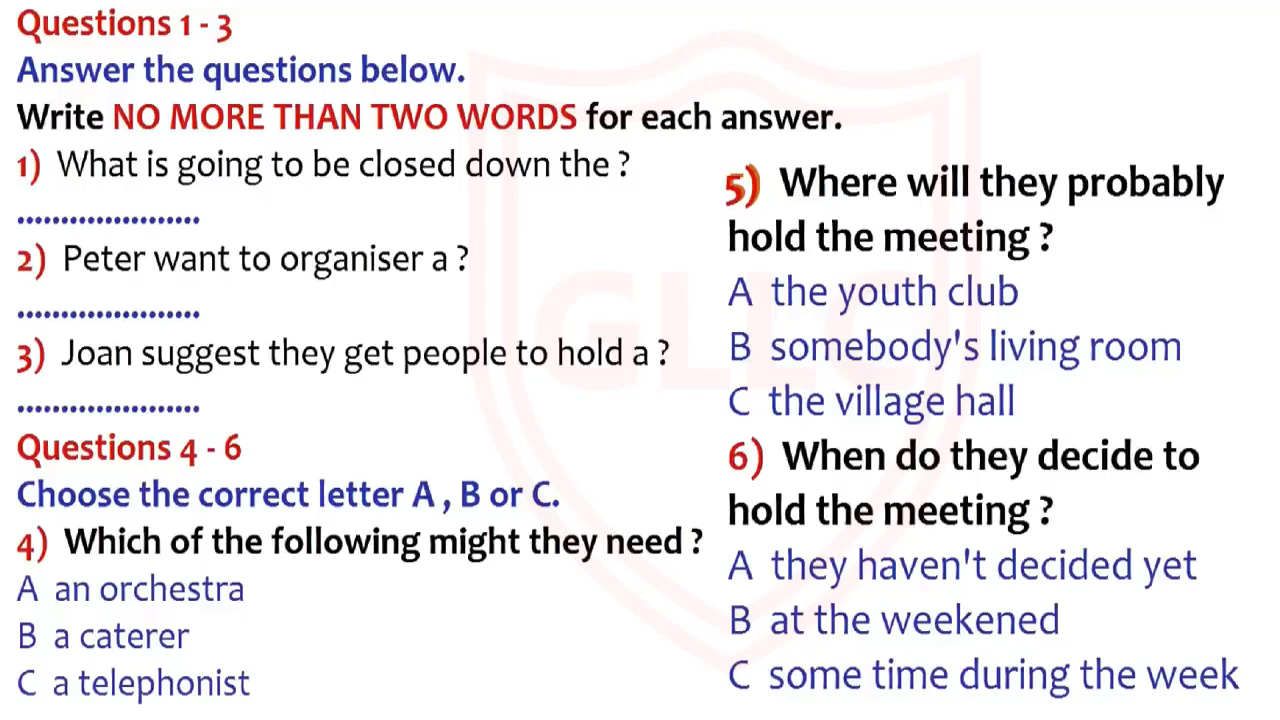 Questions 1 - 3
Answer the questions below.
Write NO MORE THAN TWO WORDS for each answer.
1) What is going to be closed down the ?
.....................
2) Peter want to organiser a ?
.....................
3) Joan suggest they get people to hold a ?
.....................
Questions 4 - 6
Choose the correct letter A , B or C.
4) Which of the following might they need ?
A an orchestra
B a caterer
C a telephonist
5) Where will they probably
hold the meeting ?
A the youth club
B somebody's living room
C the village hall
6) When do they decide to
hold the meeting ?
A they haven't decided yet
B at the weekened
C some time during the week
GLLC